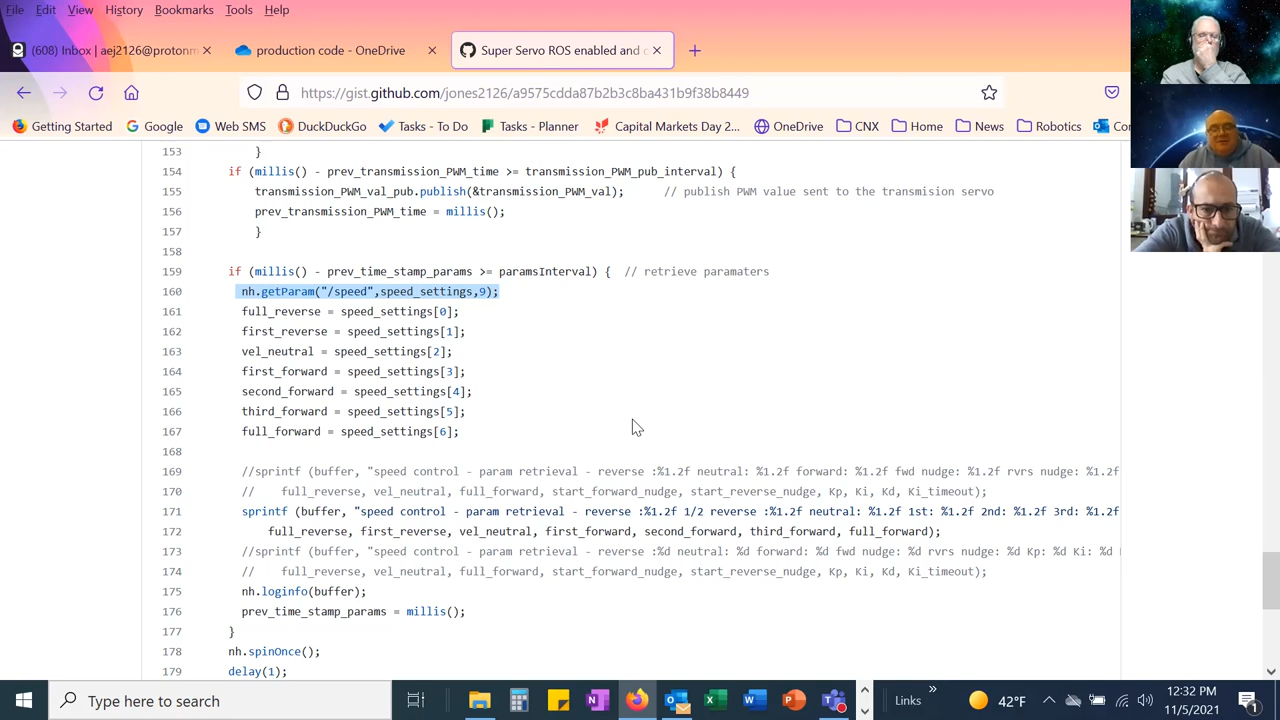 File Edit View History Bookmarks Tools Help
(608) Inbox | aej2126@protonm
production code - OneDrive
Super Servo ROS enabled and c
https://gist.github.com/jones2126/a9575cdda87b2b3c8ba431b9f38b8449
Getting Started Google Web SMS DuckDuckGo Tasks - To Do Tasks - Planner Capital Markets Day 2... OneDrive CNX Home News Robotics Cor
153 }
154 if (millis() - prev_transmission_PWM_time >= transmission_PWM_pub_interval) {
155 transmission_PWM_val_pub.publish(&transmission_PWM_val); // publish PWM value sent to the transmision servo
156 prev_transmission_PWM_time = millis();
157 }
158
159 if (millis() - prev_time_stamp_params >= paramsInterval) { // retrieve paramaters
160 nh.getParam("/speed",speed_settings,9);
161 full_reverse = speed_settings[0];
162 first_reverse = speed_settings[1];
163 vel_neutral = speed_settings[2];
164 first_forward = speed_settings[3];
165 second_forward = speed_settings[4];
166 third_forward = speed_settings[5];
167 full_forward = speed_settings[6];
168
169 //sprintf (buffer, "speed control - param retrieval - reverse :%1.2f neutral: %1.2f forward: %1.2f fwd nudge: %1.2f rvrs nudge: %1.2f
170 // full_reverse, vel_neutral, full_forward, start_forward_nudge, start_reverse_nudge, Kp, Ki, Kd, Ki_timeout);
171 sprintf (buffer, "speed control - param retrieval - reverse :%1.2f 1/2 reverse :%1.2f neutral: %1.2f 1st: %1.2f 2nd: %1.2f 3rd: %1.2f
172 full_reverse, first_reverse, vel_neutral, first_forward, second_forward, third_forward, full_forward);
173 //sprintf (buffer, "speed control - param retrieval - reverse :%d neutral: %d forward: %d fwd nudge: %d rvrs nudge: %d Kp: %d Ki: %d
174 // full_reverse, vel_neutral, full_forward, start_forward_nudge, start_reverse_nudge, Kp, Ki, Kd, Ki_timeout);
175 nh.loginfo(buffer);
176 prev_time_stamp_params = millis();
177 }
178 nh.spinOnce();
179 delay(1);
Type here to search
Links
42°F
12:32 PM
11/5/2021
1